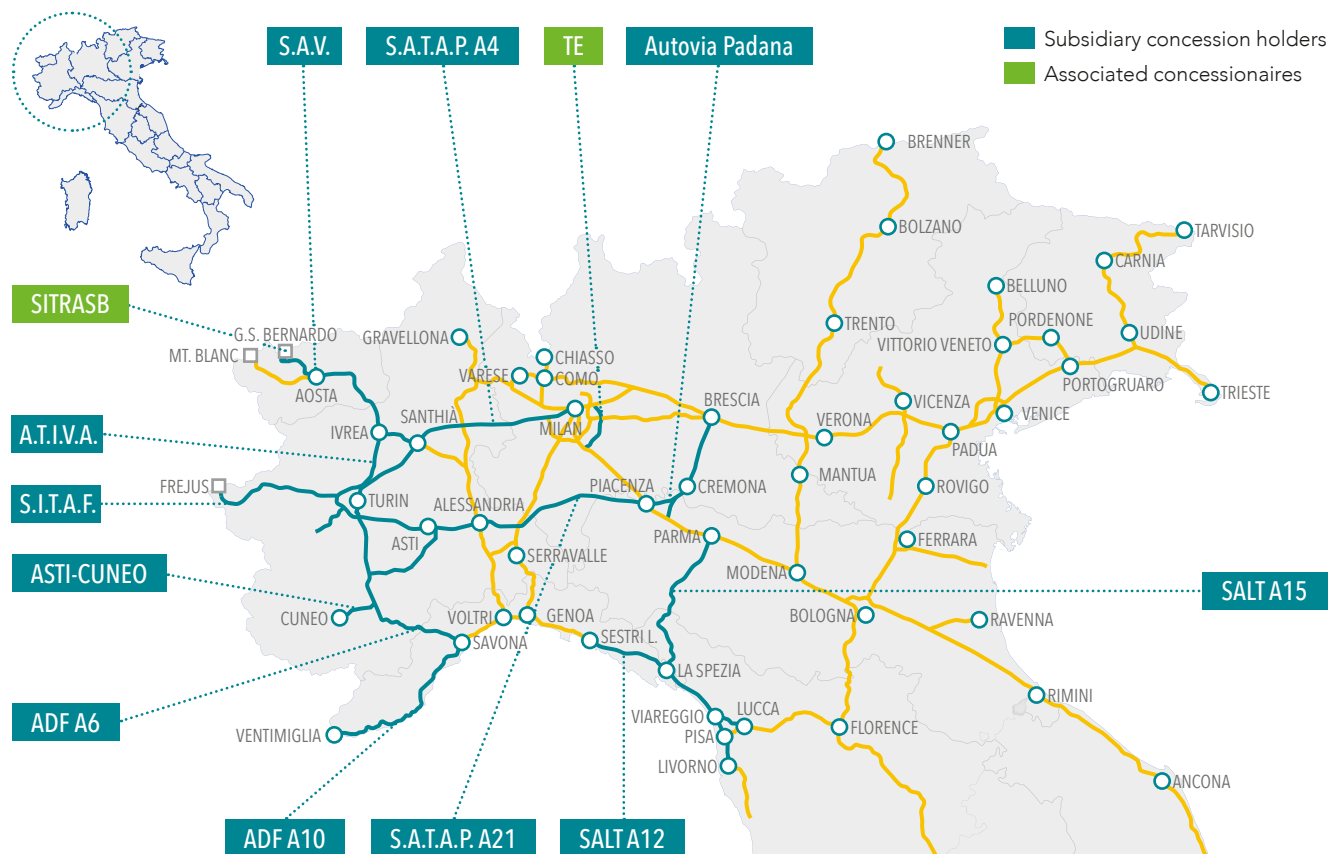 S.A.V.
S.A.T.A.P. A4
TE
Autovia Padana
Subsidiary concession holders
Associated concessionaires
BRENNER
BOLZANO
TARVISIO
CARNIA
SITRASB
BELLUNO
G.S. BERNARDO
GRAVELLONA
TRENTO
PORDENONE
UDINE
MT. BLANC
CHIASSO
VITTORIO VENETO
VARESE
COMO
PORTOGRUARO
AOSTA
TRIESTE
SANTHIÀ
BRESCIA
VICENZA
VENICE
A.T.I.V.A.
IVREA
MILAN
VERONA
PADUA
FREJUS
MANTUA
S.I.T.A.F.
TURIN
ALESSANDRIA
PIACENZA
CREMONA
ROVIGO
ASTI
PARMA
FERRARA
SERRAVALLE
ASTI-CUNEO
MODENA
SALT A15
CUNEO
VOLTRI
GENOA
BOLOGNA
RAVENNA
SAVONA
SESTRI L.
LA SPEZIA
RIMINI
ADF A6
VIAREGGIO
LUCCA
VENTIMIGLIA
PISA
FLORENCE
LIVORNO
ANCONA
ADF A10
S.A.T.A.P. A21
SALT A12